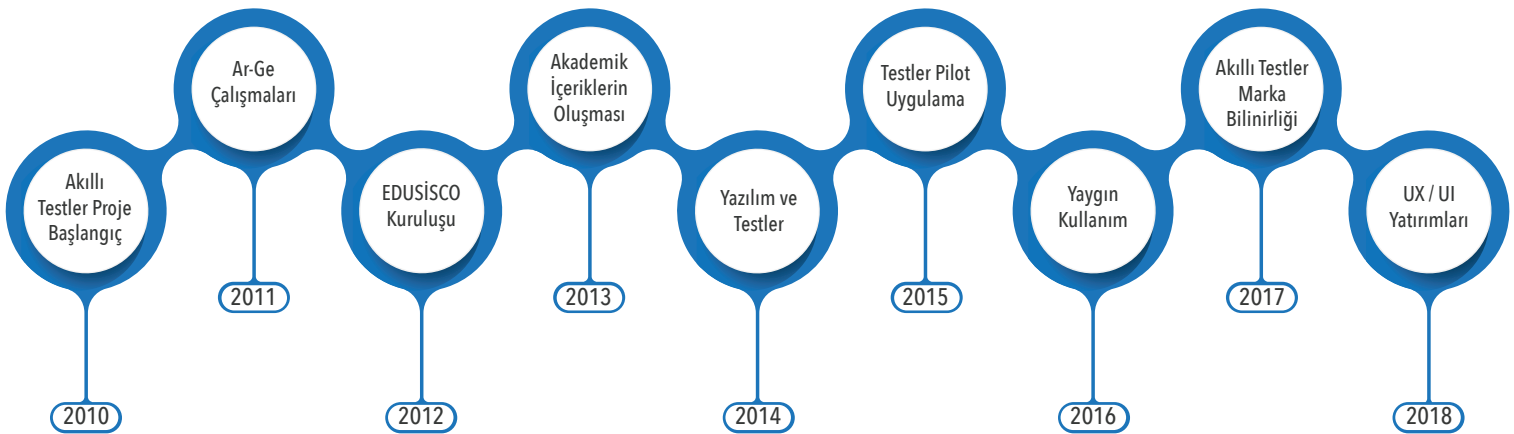 Akıllı
Testler Proje
Başlangıç
2010
Ar-Ge
Çalışmaları
2011
EDUSİSCO
Kuruluşu
2012
Akademik
İçeriklerin
Oluşması
2013
Yazılım ve
Testler
2014
Testler Pilot
Uygulama
2015
Yaygın
Kullanım
2016
Akıllı Testler
Marka
Bilinirliği
2017
UX / UI
Yatırımları
2018